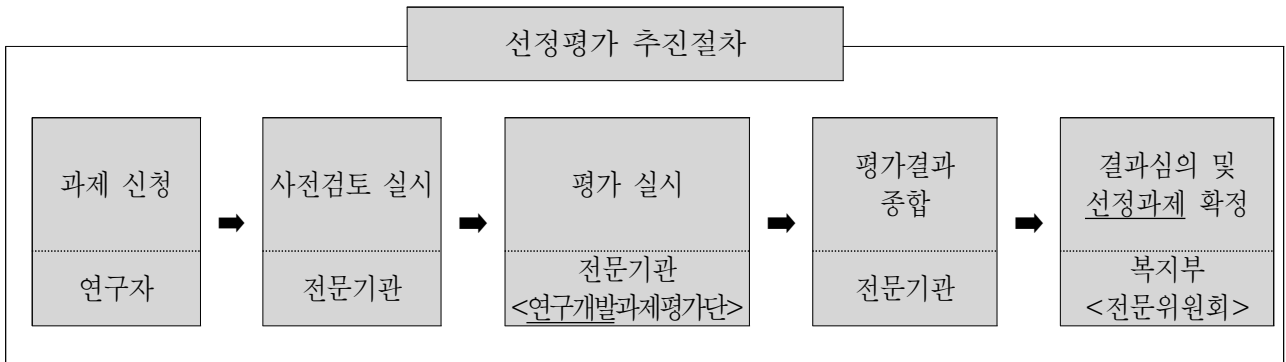 선정평가 추진절차
과제 신청
연구자
➡
사전검토 실시
전문기관
➡
평가 실시
전문기관
<연구개발과제평가단>
➡
평가결과
종합
전문기관
➡
결과심의 및
선정과제 확정
복지부
<전문위원회>